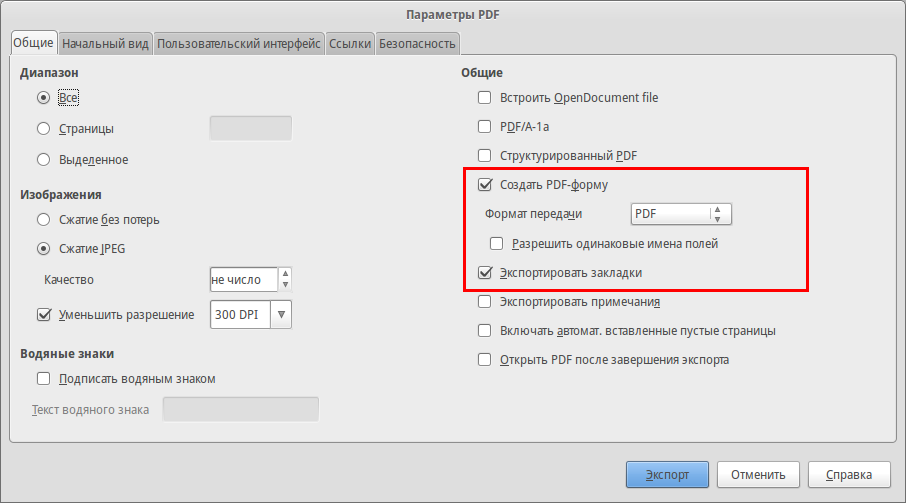 Параметры PDF
Общие
Начальный вид
Пользовательский интерфейс
Ссылки
Безопасность
Диапазон
Все
Страницы
Выделенное
Изображения
Сжатие без потерь
Сжатие JPEG
Качество
не число
Уменьшить разрешение
300 DPI
Водяные знаки
Подписать водяным знаком
Текст водяного знака
Общие
Встроить OpenDocument file
PDF/A-1a
Структурированный PDF
Создать PDF-форму
Формат передачи
PDF
Разрешить одинаковые имена полей
Экспортировать закладки
Экспортировать примечания
Включать автомат. вставленные пустые страницы
Открыть PDF после завершения экспорта
Экспорт
Отменить
Справка